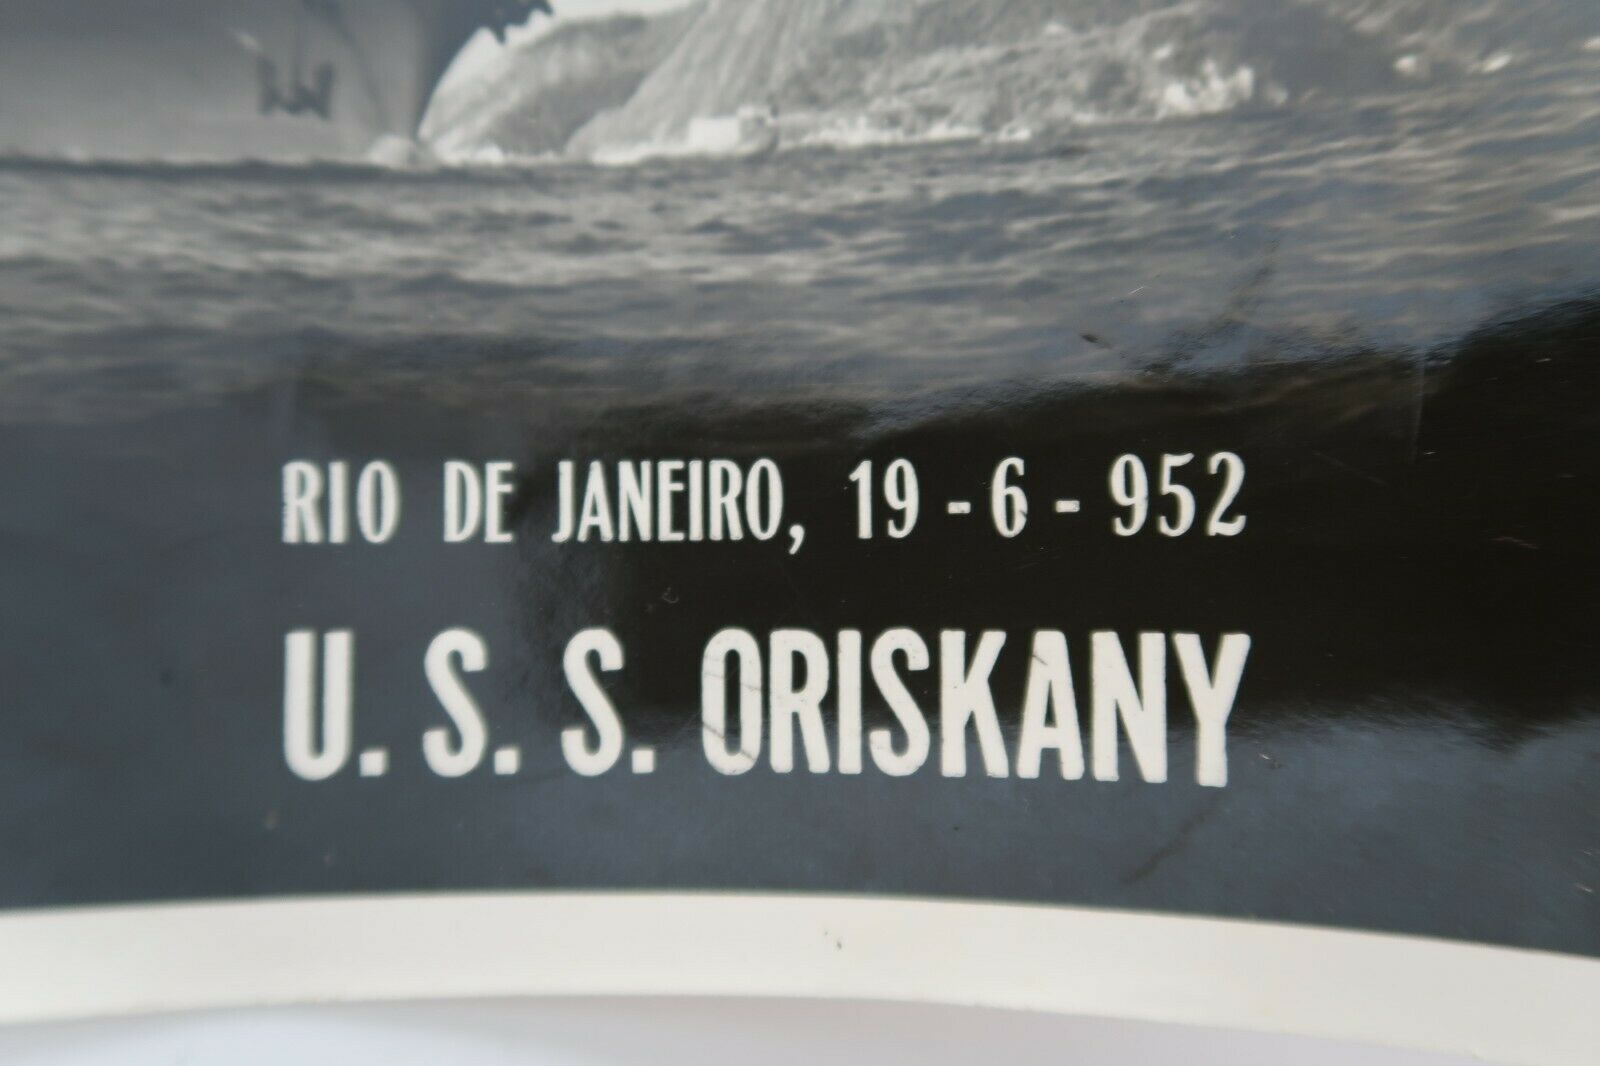 RIO DE JANEIRO, 19 - 6 - 952
U. S. S. ORISKANY